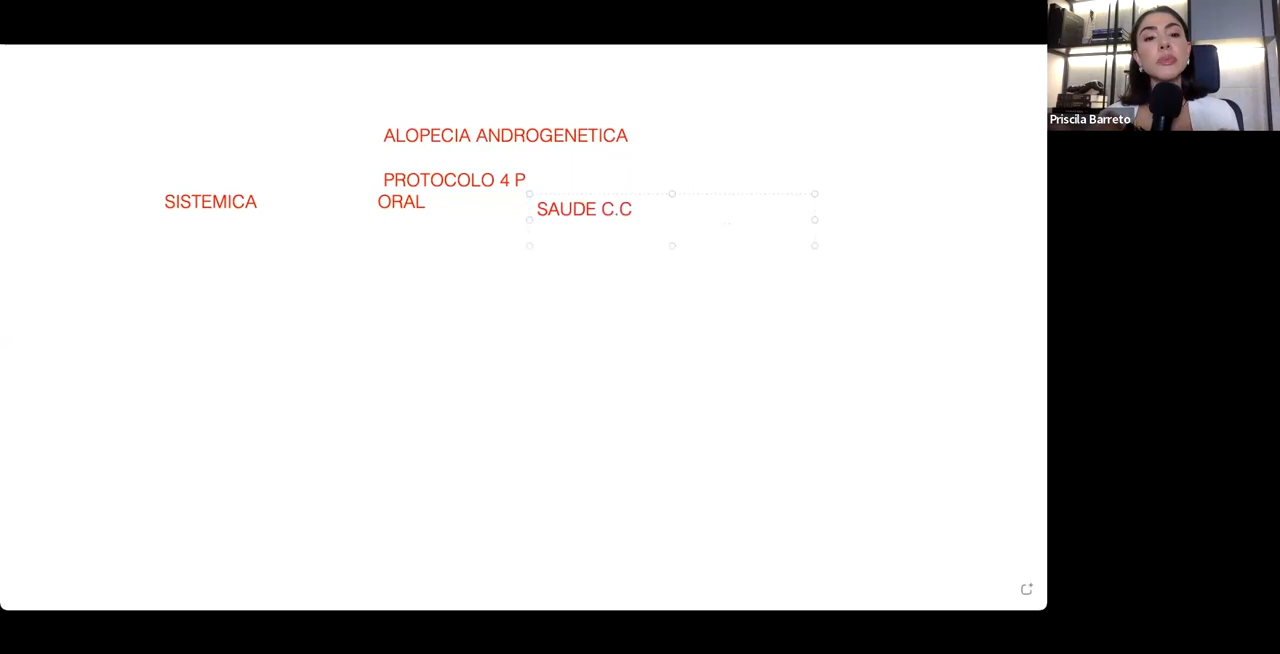 ALOPECIA ANDROGENETICA
PROTOCOLO 4 P
SISTEMICA
ORAL
SAUDE C.C
Priscila Barreto